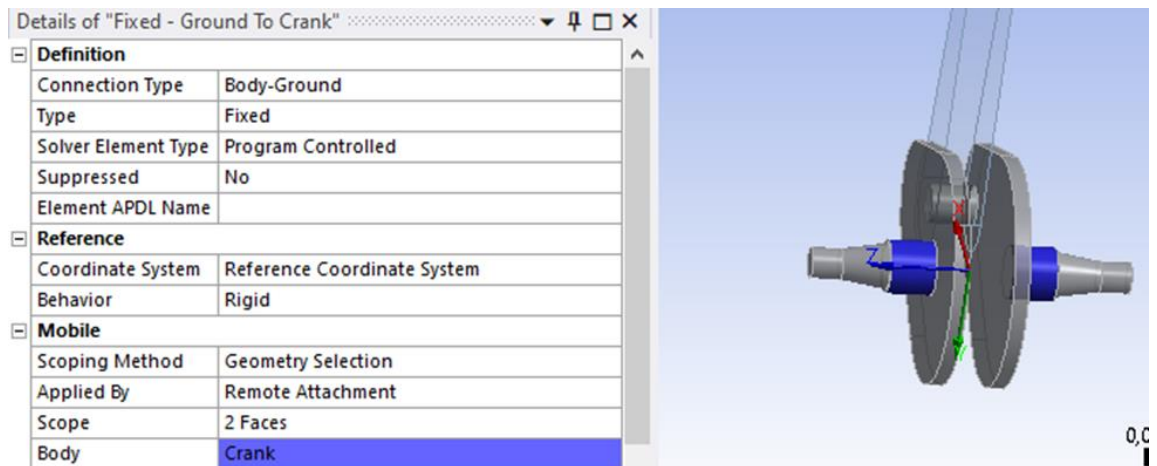 Details of "Fixed - Ground To Crank"
Definition
Connection Type Body-Ground
Type Fixed
Solver Element Type Program Controlled
Suppressed No
Element APDL Name
Reference
Coordinate System Reference Coordinate System
Behavior Rigid
Mobile
Scoping Method Geometry Selection
Applied By Remote Attachment
Scope 2 Faces
Body Crank
X
Z
Y
0,0